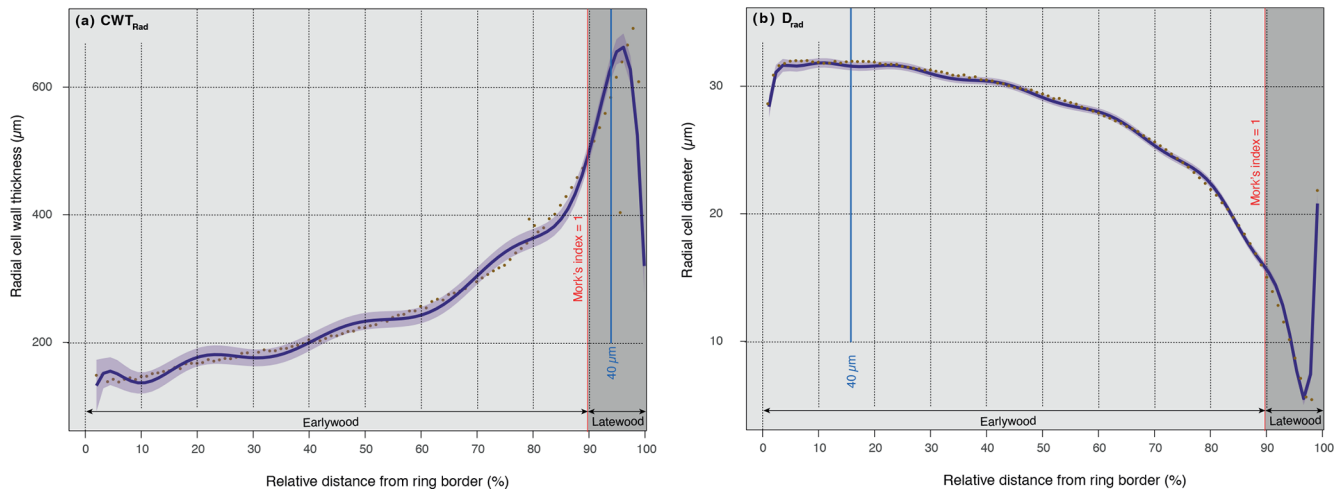 (a) CWTRad
Radial cell wall thickness (µm)
600
400
200
Mork's index = 1
40 µm
Earlywood
Latewood
0 10 20 30 40 50 60 70 80 90 100
Relative distance from ring border (%)
(b) Drad
Radial cell diameter (µm)
30
20
10
Mork's index = 1
40 µm
Earlywood
Latewood
0 10 20 30 40 50 60 70 80 90 100
Relative distance from ring border (%)